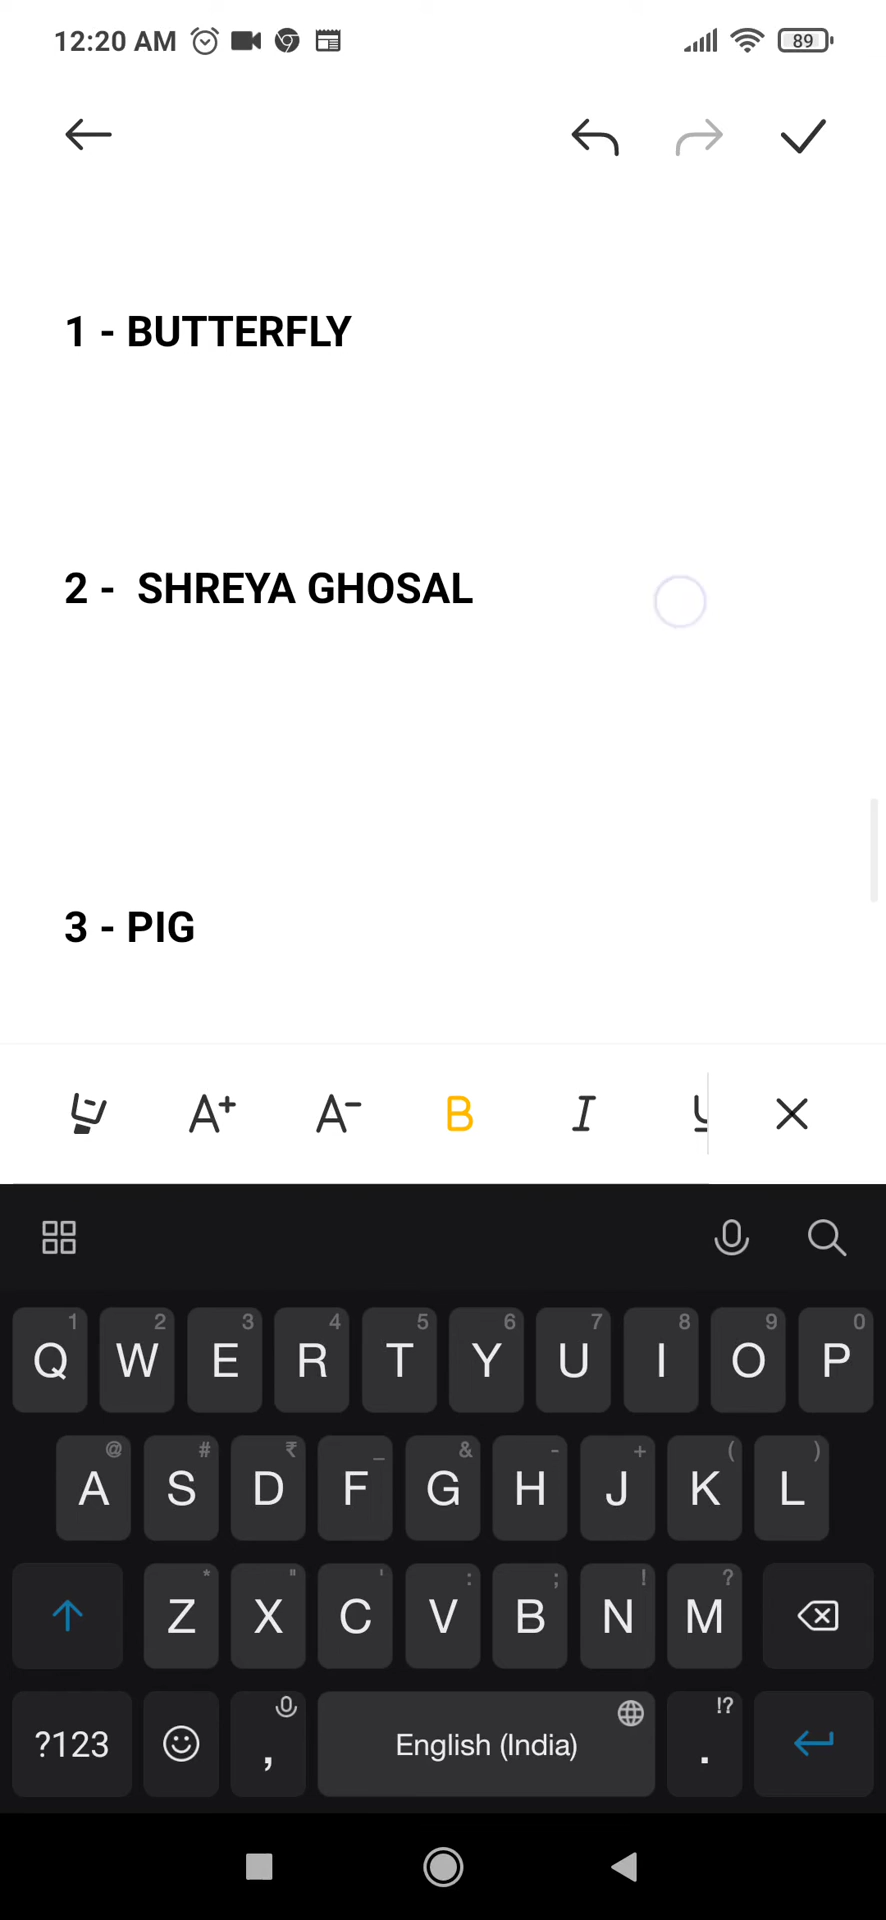 12:20 AM
89
1 - BUTTERFLY
2 -  SHREYA GHOSAL
3 - PIG
A+ A- B I U
1 2 3 4 5 6 7 8 9 0
Q W E R T Y U I O P
@ # ₹ _ & - + ( )
A S D F G H J K L
* " ' : ; ! ?
Z X C V B N M
!?
?123 , English (India) .